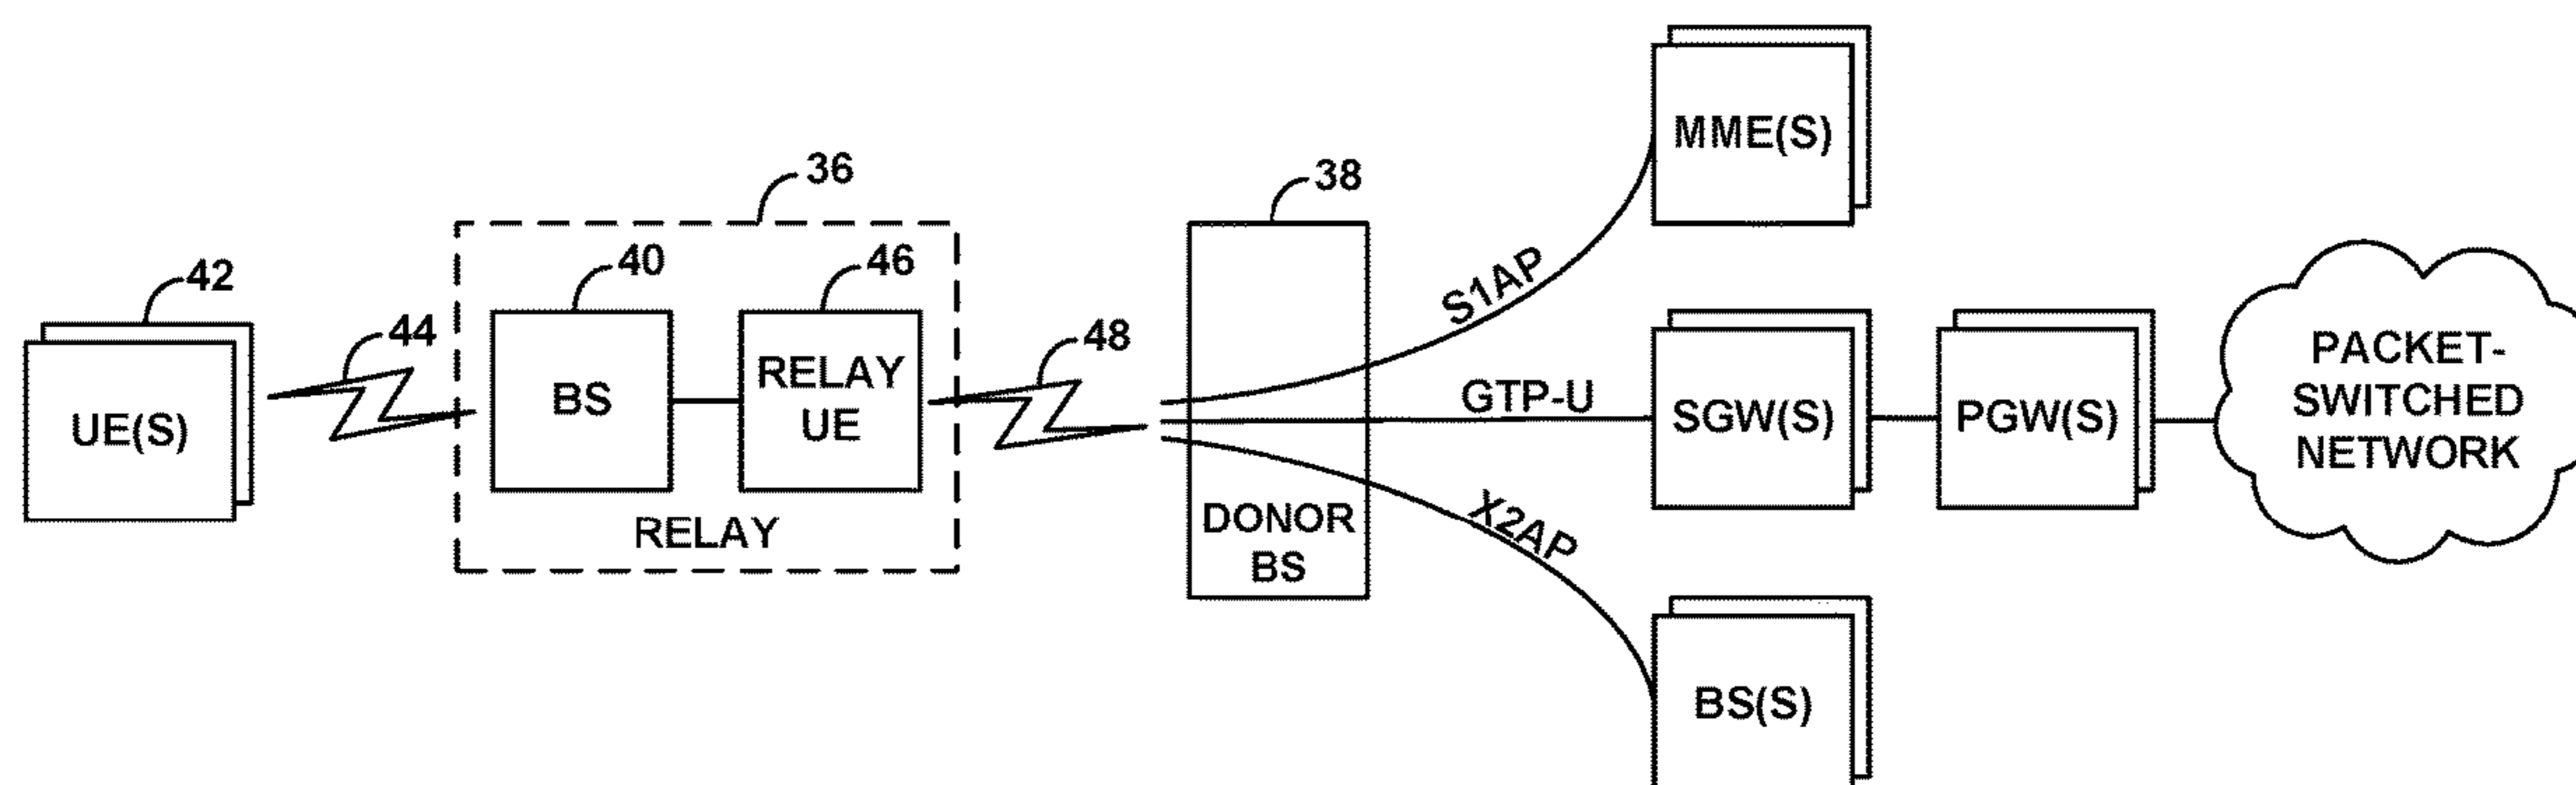 MME(S)
36
38
42
40
46
44
48
S1AP
UE(S)
BS
RELAY
UE
RELAY
DONOR
BS
GTP-U
SGW(S)
PGW(S)
PACKET-
SWITCHED
NETWORK
X2AP
BS(S)